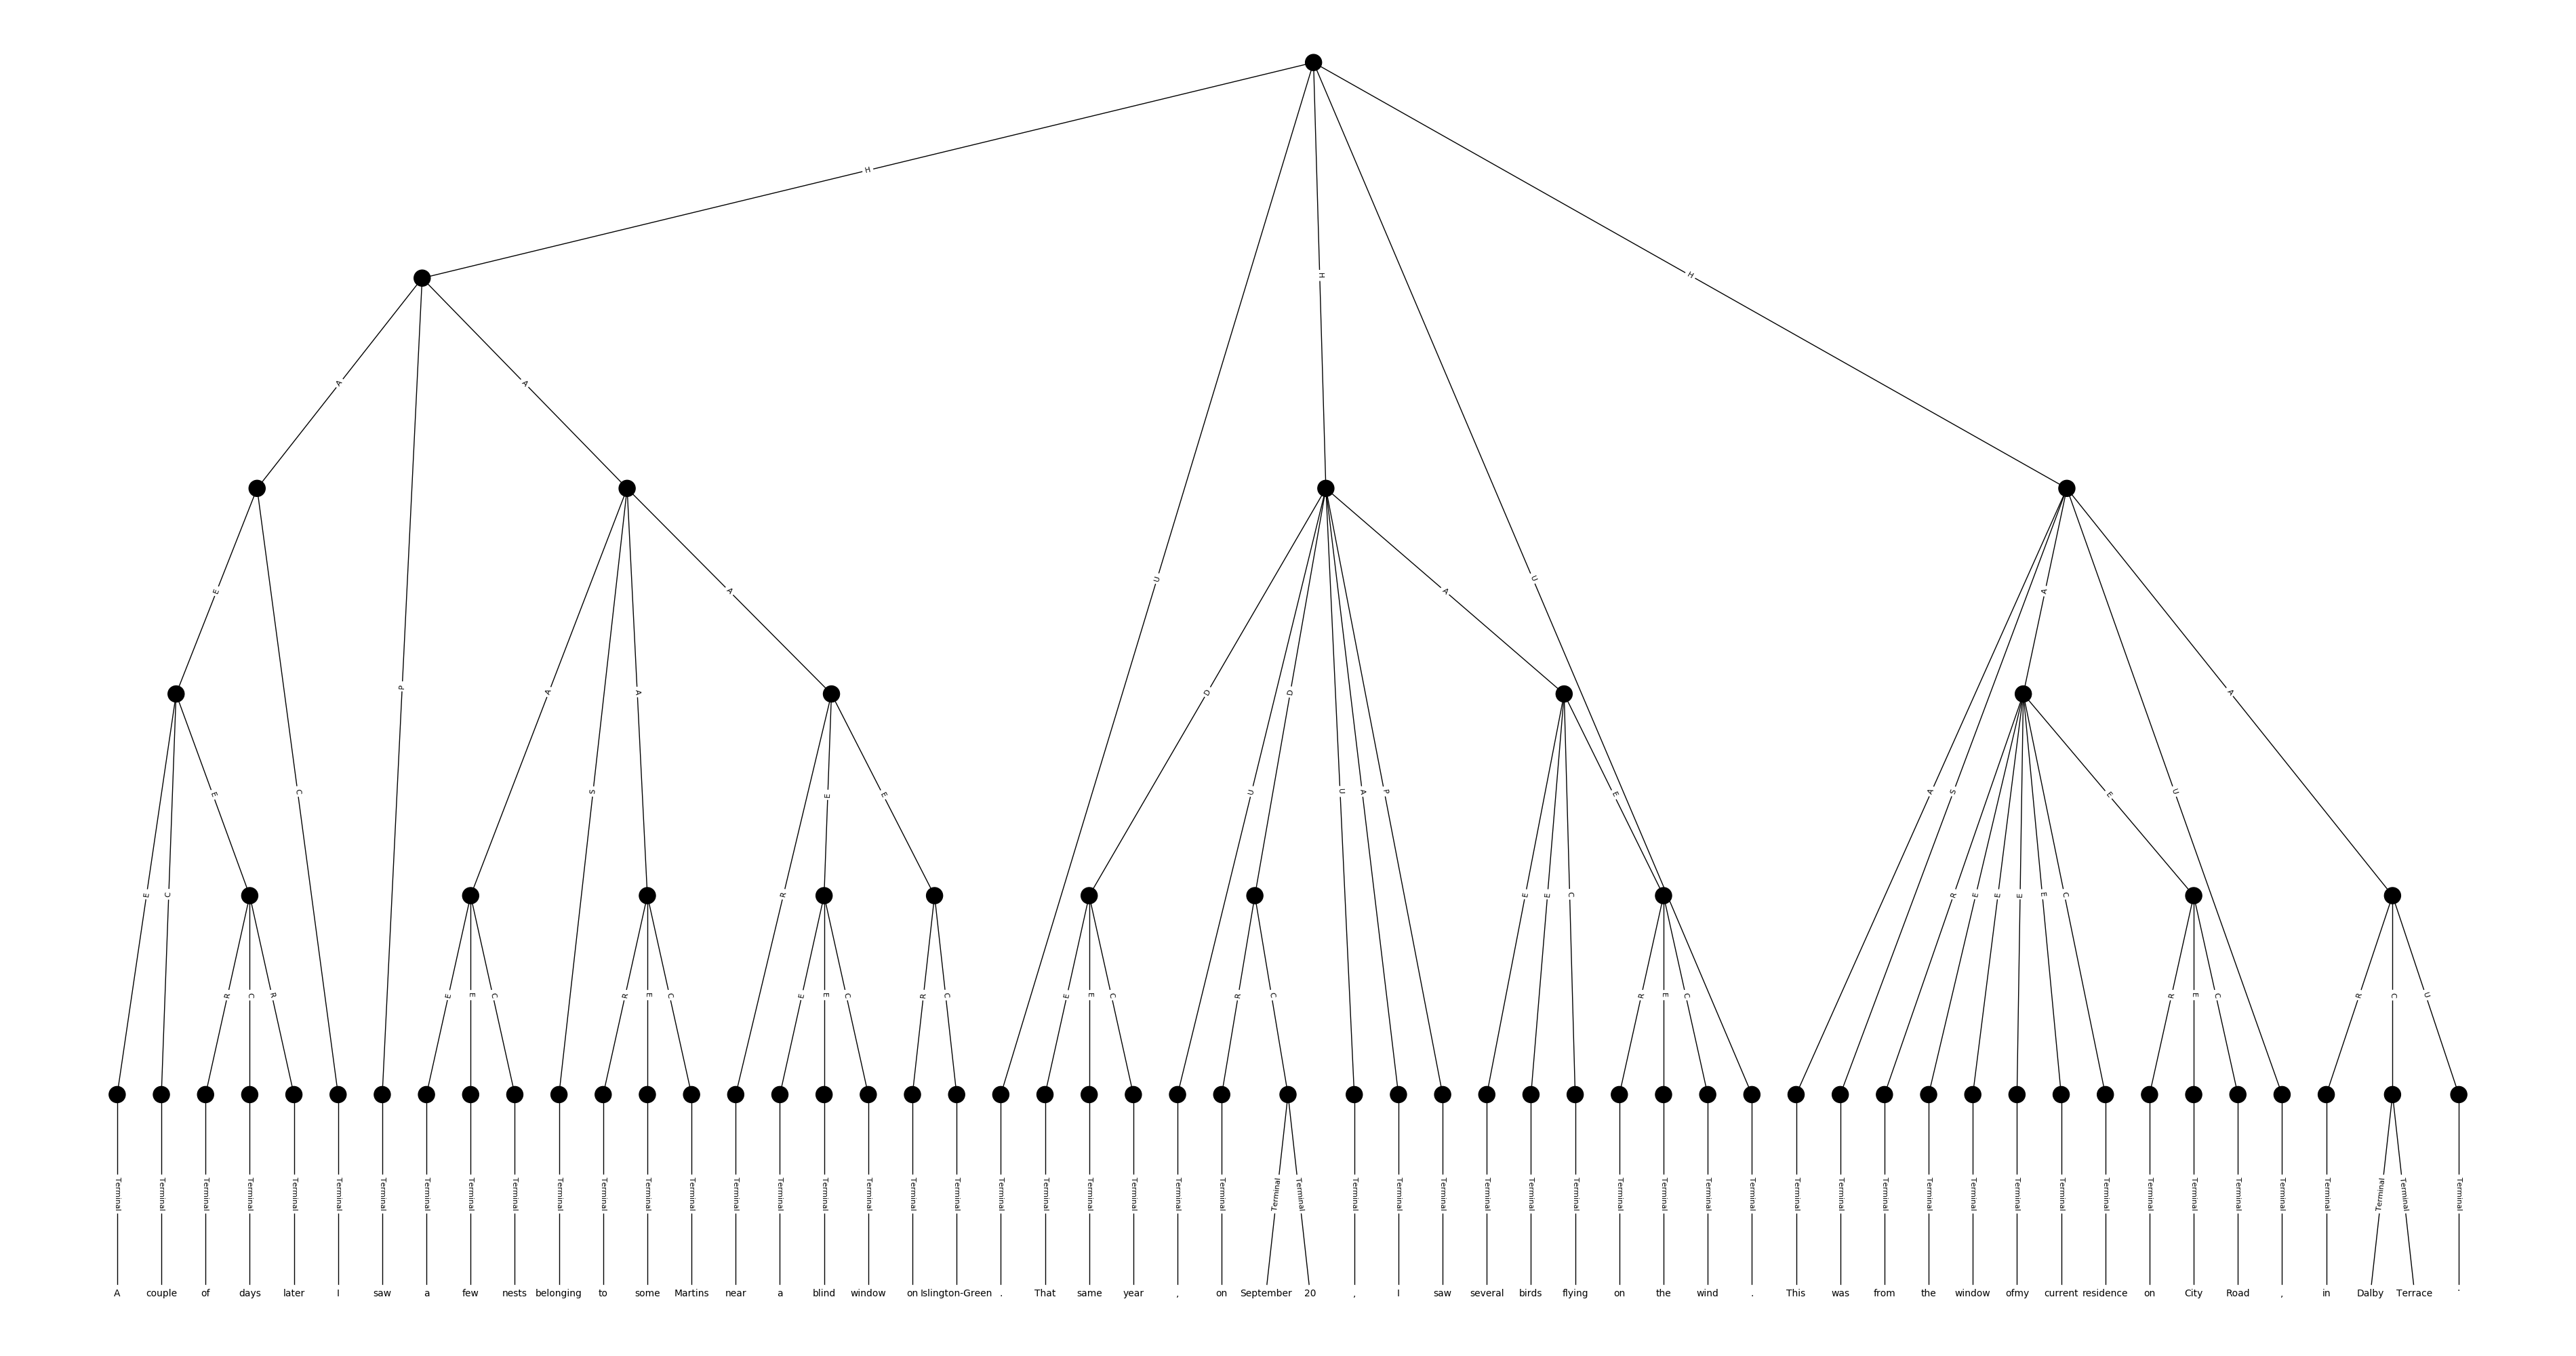 H
U H U H
A P A
D U D U A P A
A S A U A
E C
A S A A
E C E
R E E
E E C E
R E E E E C E
R C R
E E C
R E C
E E C
R C
E E C
R C
R E C
R E C
R C U
Terminal Terminal Terminal Terminal Terminal Terminal Terminal Terminal Terminal Terminal Terminal Terminal Terminal Terminal Terminal Terminal Terminal Terminal Terminal Terminal Terminal Terminal Terminal Terminal Terminal Terminal Terminal Terminal Terminal Terminal Terminal Terminal Terminal Terminal Terminal Terminal Terminal Terminal Terminal Terminal Terminal Terminal Terminal Terminal Terminal Terminal Terminal Terminal Terminal Terminal Terminal Terminal Terminal Terminal
A couple of days later I saw a few nests belonging to some Martins near a blind window on Islington-Green . That same year , on September 20 , I saw several birds flying on the wind . This was from the window ofmy current residence on City Road , in Dalby Terrace .